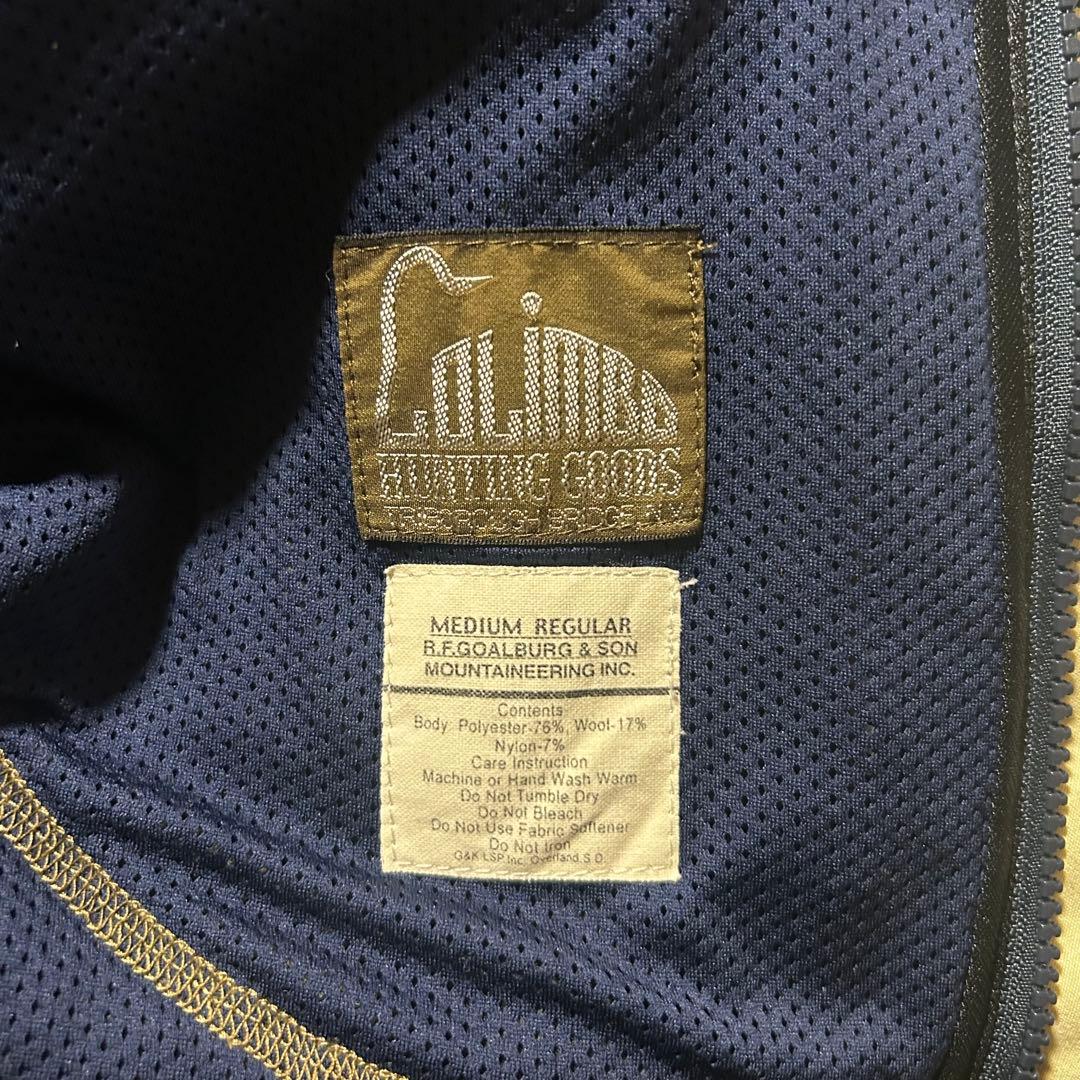 COLIMBO
HUNTING GOODS
TRIBOROUGH BRIDGE N.Y.
MEDIUM REGULAR
R.F.GOALBURG & SON
MOUNTAINEERING INC.
Contents
Body Polyester-76%, Wool-17%
Nylon-7%
Care Instruction
Machine or Hand Wash Warm
Do Not Tumble Dry
Do Not Bleach
Do Not Use Fabric Softener
Do Not Iron
G&K LSP.Inc. Overland.S.D.